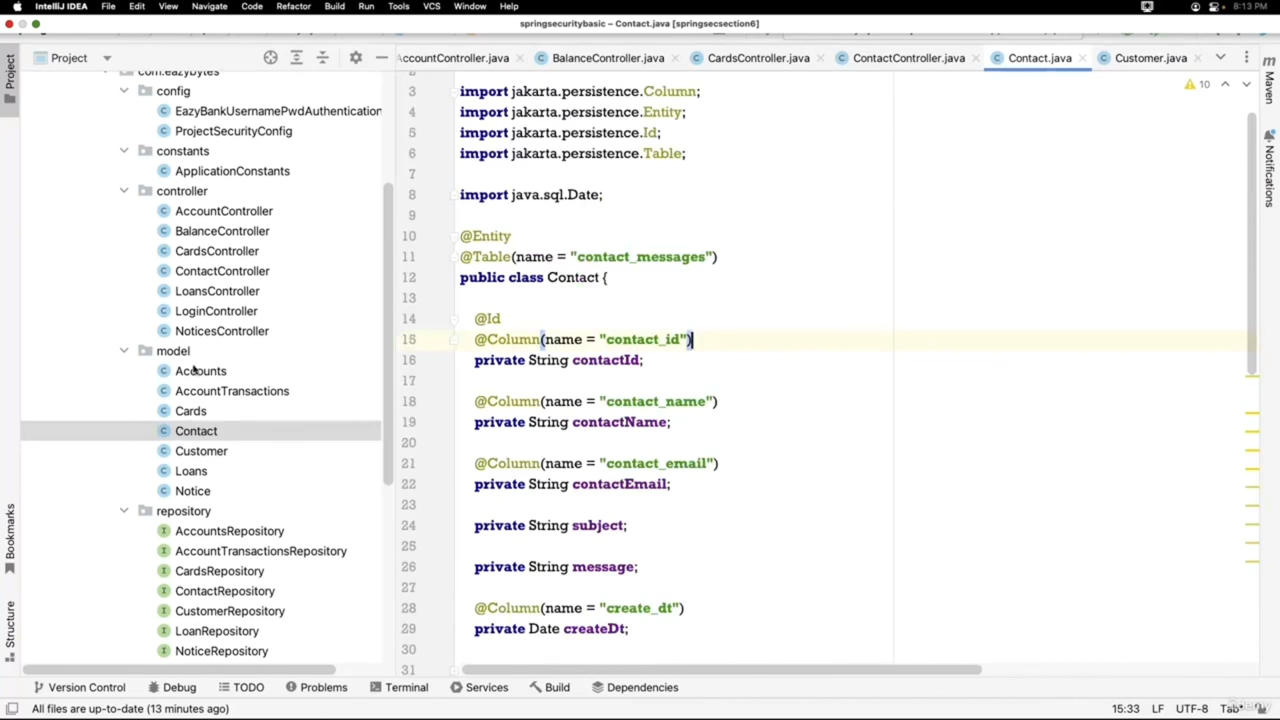 IntelliJ IDEA File Edit View Navigate Code Refactor Build Run Tools VCS Window Help 8:13 PM
springsecuritybasic – Contact.java [springsecsection6]
Project
AccountController.java BalanceController.java CardsController.java ContactController.java Contact.java Customer.java
com.eazybytes
config
EazyBankUsernamePwdAuthentication
ProjectSecurityConfig
constants
ApplicationConstants
controller
AccountController
BalanceController
CardsController
ContactController
LoansController
LoginController
NoticesController
model
Accounts
AccountTransactions
Cards
Contact
Customer
Loans
Notice
repository
AccountsRepository
AccountTransactionsRepository
CardsRepository
ContactRepository
CustomerRepository
LoanRepository
NoticeRepository
Project
Bookmarks
Structure
2
3 import jakarta.persistence.Column;
4 import jakarta.persistence.Entity;
5 import jakarta.persistence.Id;
6 import jakarta.persistence.Table;
7
8 import java.sql.Date;
9
10 @Entity
11 @Table(name = "contact_messages")
12 public class Contact {
13
14 @Id
15 @Column(name = "contact_id")
16 private String contactId;
17
18 @Column(name = "contact_name")
19 private String contactName;
20
21 @Column(name = "contact_email")
22 private String contactEmail;
23
24 private String subject;
25
26 private String message;
27
28 @Column(name = "create_dt")
29 private Date createDt;
30
31
10
Maven
Notifications
Version Control Debug TODO Problems Terminal Services Build Dependencies
All files are up-to-date (13 minutes ago) 15:33 LF UTF-8 Tab*